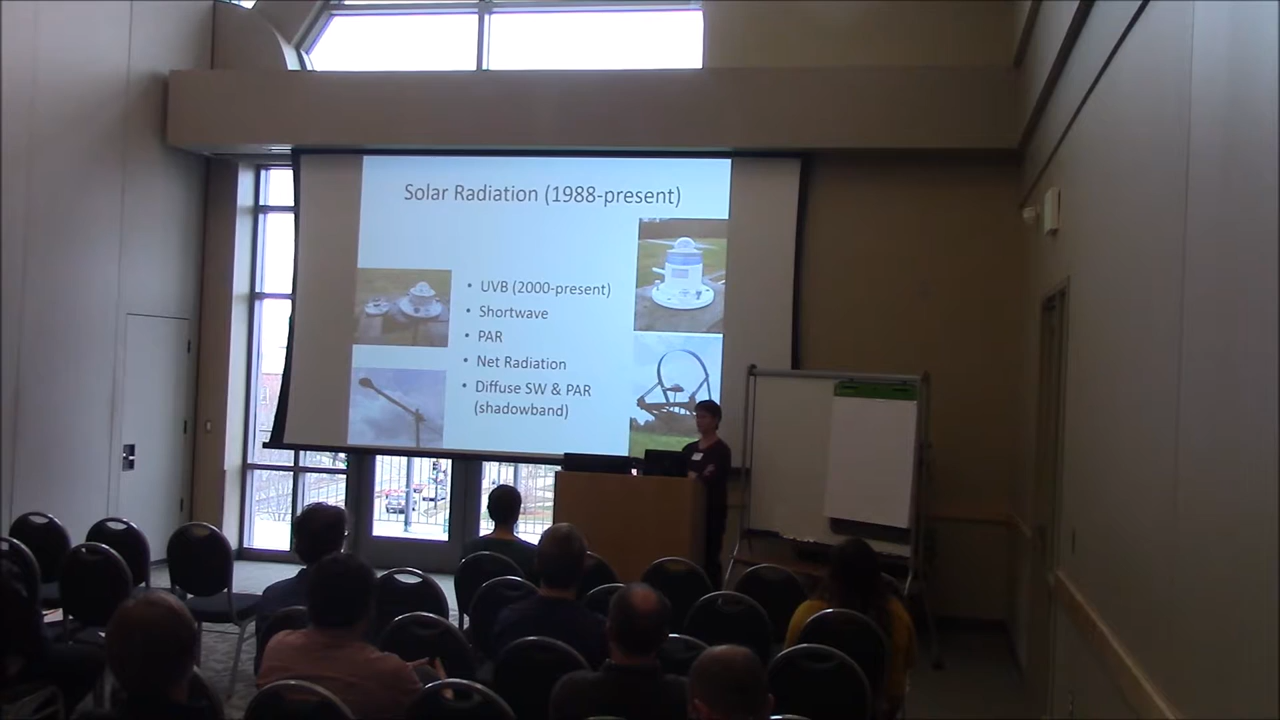 Solar Radiation (1988-present)
• UVB (2000-present)
• Shortwave
• PAR
• Net Radiation
• Diffuse SW & PAR
(shadowband)